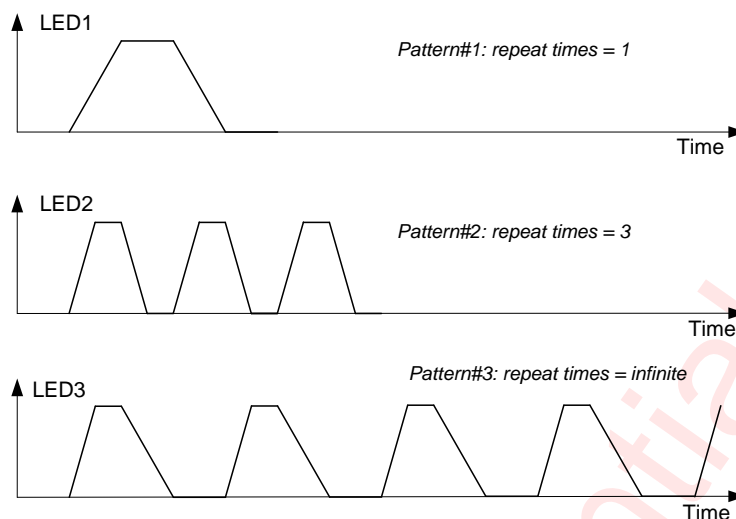 LED1
Pattern#1: repeat times = 1
Time
LED2
Pattern#2: repeat times = 3
Time
Pattern#3: repeat times = infinite
LED3
Time
ntial